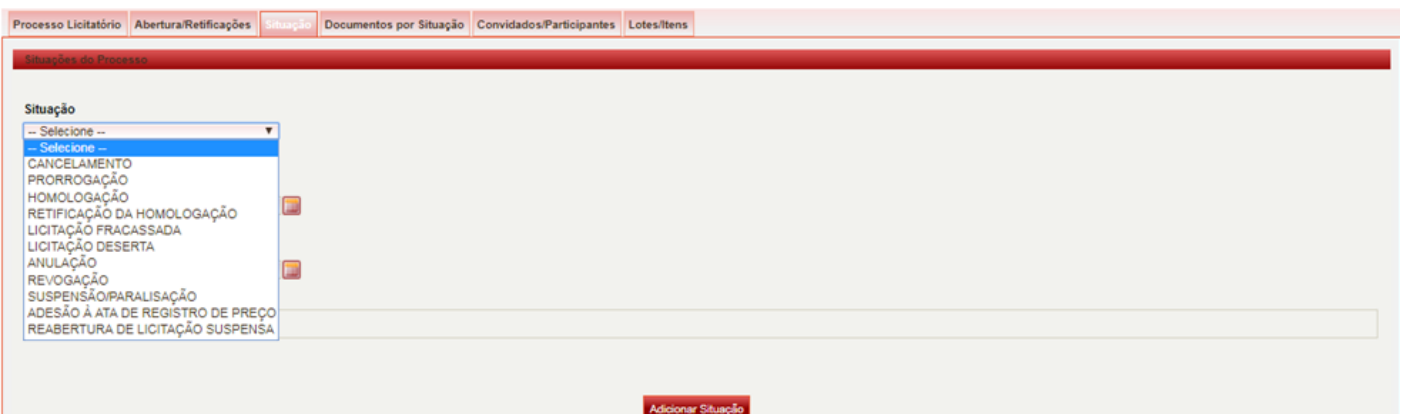 Processo Licitatório Abertura/Retificações Situação Documentos por Situação Convidados/Participantes Lotes/Itens
Situações do Processo
Situação
-- Selecione --
-- Selecione --
CANCELAMENTO
PRORROGAÇÃO
HOMOLOGAÇÃO
RETIFICAÇÃO DA HOMOLOGAÇÃO
LICITAÇÃO FRACASSADA
LICITAÇÃO DESERTA
ANULAÇÃO
REVOGAÇÃO
SUSPENSÃO/PARALISAÇÃO
ADESÃO À ATA DE REGISTRO DE PREÇO
REABERTURA DE LICITAÇÃO SUSPENSA
Adicionar Situação